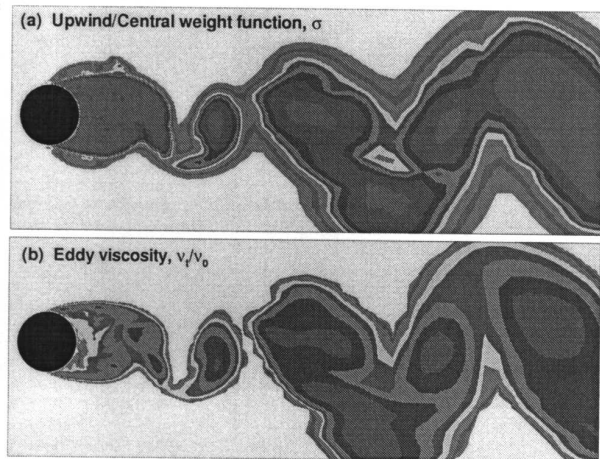 (a) Upwind/Central weight function, σ
(b) Eddy viscosity, νt/ν0